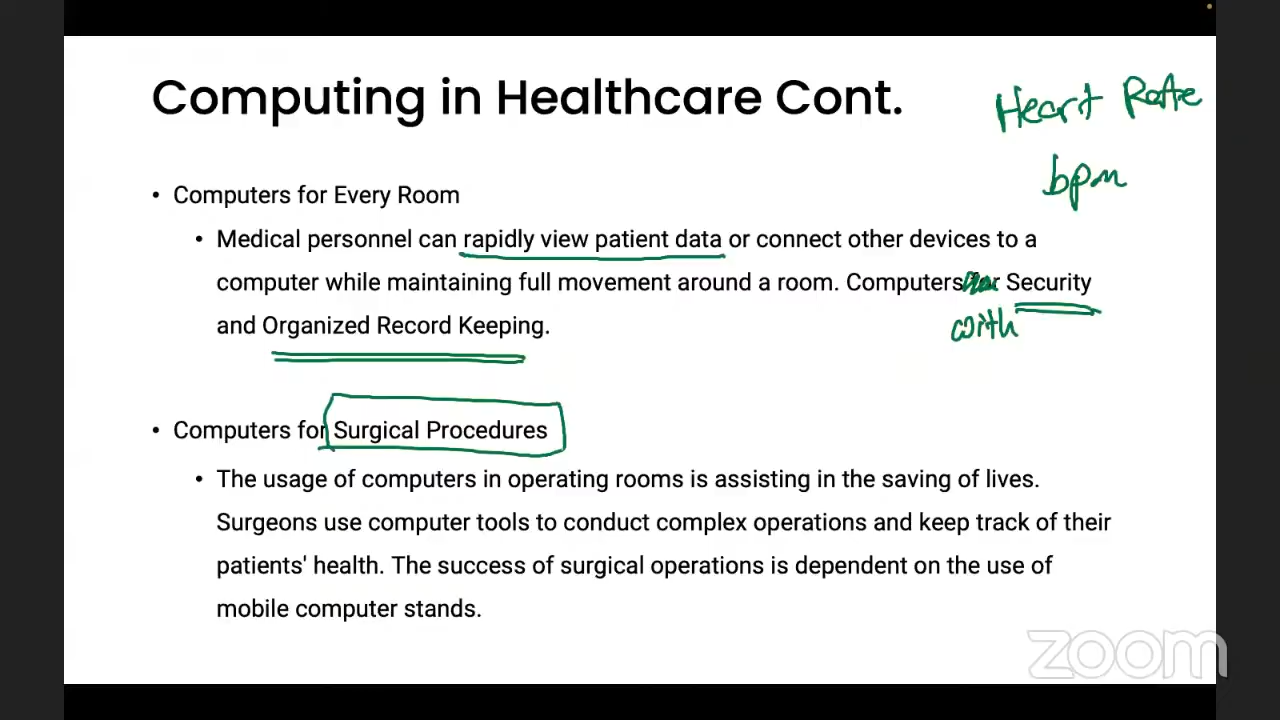 Computing in Healthcare Cont.
Heart Rate
bpm
• Computers for Every Room
• Medical personnel can rapidly view patient data or connect other devices to a
computer while maintaining full movement around a room. Computers for Security
with
and Organized Record Keeping.
• Computers for Surgical Procedures
• The usage of computers in operating rooms is assisting in the saving of lives.
Surgeons use computer tools to conduct complex operations and keep track of their
patients' health. The success of surgical operations is dependent on the use of
mobile computer stands.
zoom